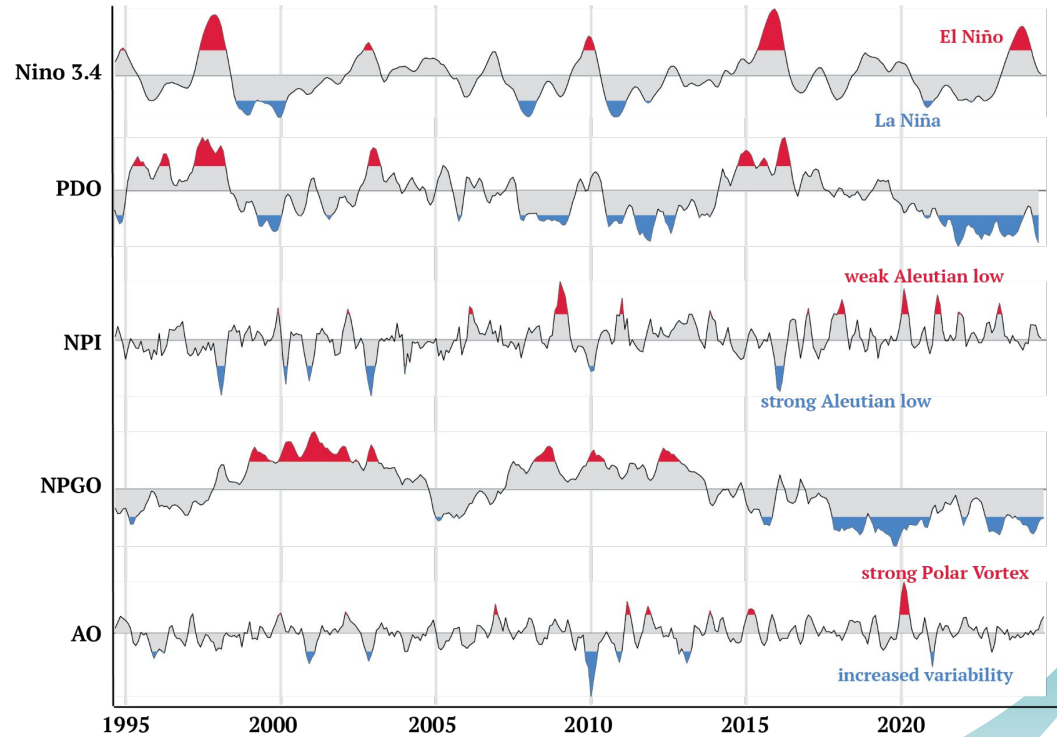 El Niño
Nino 3.4
La Niña
PDO
weak Aleutian low
NPI
strong Aleutian low
NPGO
strong Polar Vortex
AO
increased variability
1995 2000 2005 2010 2015 2020